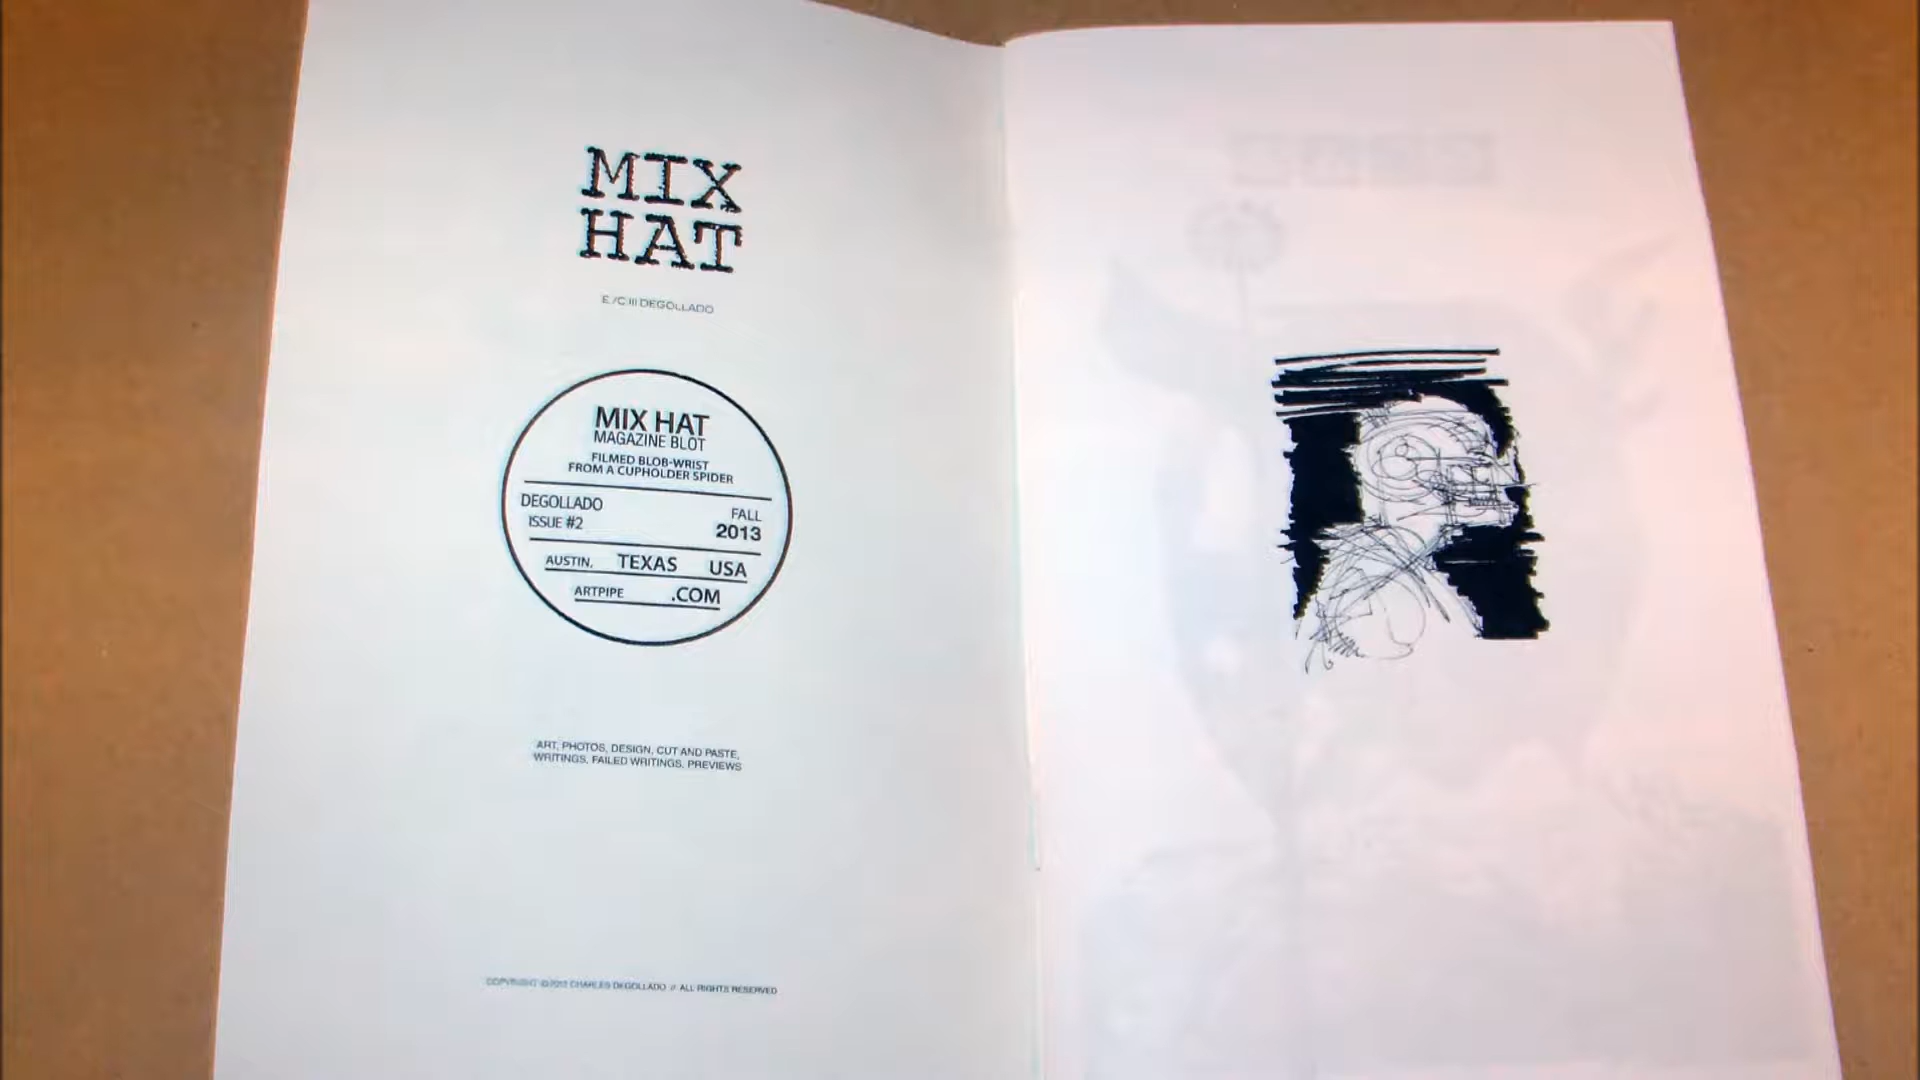 MIX
HAT
E./C III DEGOLLADO
MIX HAT
MAGAZINE BLOT
FILMED BLOB-WRIST
FROM A CUPHOLDER SPIDER
DEGOLLADO
ISSUE #2
FALL
2013
AUSTIN, TEXAS USA
ARTPIPE .COM
ART, PHOTOS, DESIGN, CUT AND PASTE,
WRITINGS, FAILED WRITINGS, PREVIEWS
COPYRIGHT CHARLES DEGOLLADO // ALL RIGHTS RESERVED